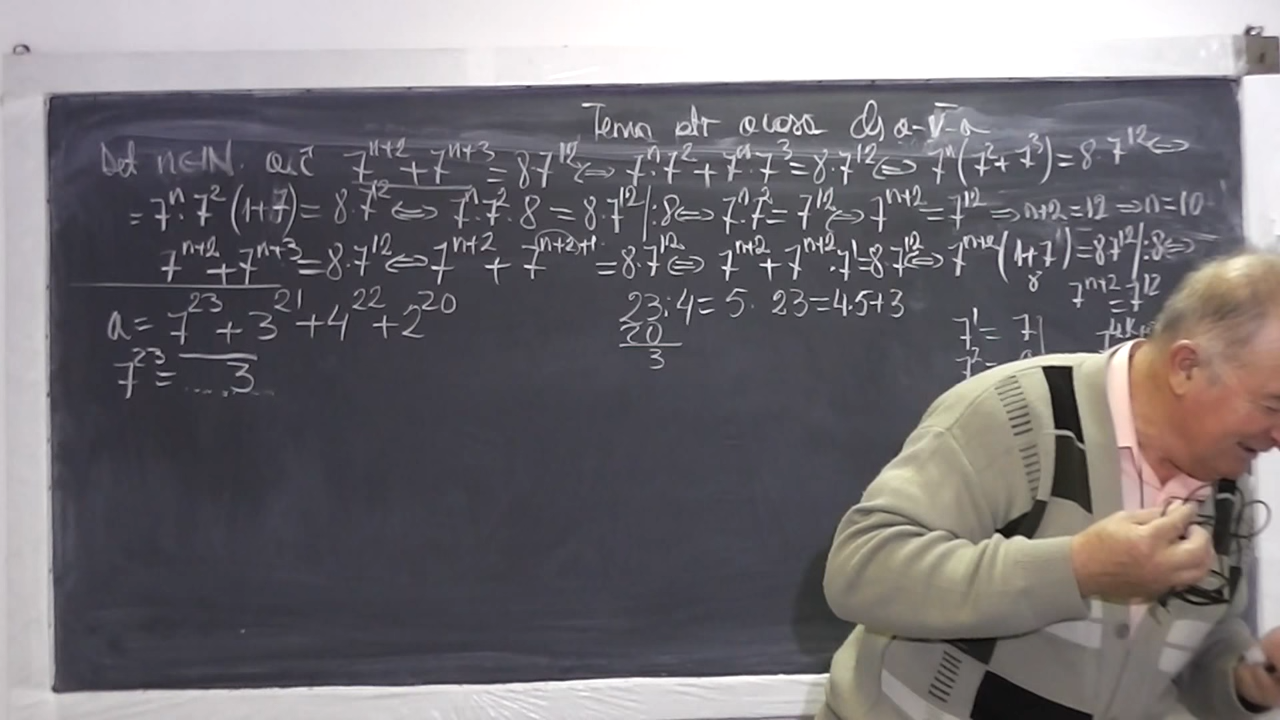 Tema ptr acasa cls a-V-a
Det n∈ℕ. a.î 7^{n+2} + 7^{n+3} = 8·7^{12} ⇔ 7^n·7^2 + 7^n·7^3 = 8·7^{12} ⇔ 7^n(7^2 + 7^3) = 8·7^{12} ⇔
= 7^n·7^2(1+7) = 8·7^{12} ⇔ 7^n·7^2·8 = 8·7^{12} |:8 ⇔ 7^n·7^2 = 7^{12} ⇔ 7^{n+2} = 7^{12} ⇒ n+2 = 12 ⇒ n = 10
7^{n+2} + 7^{n+3} = 8·7^{12} ⇔ 7^{n+2} + 7^{(n+2)+1} = 8·7^{12} ⇔ 7^{n+2} + 7^{n+2}·7^1 = 8·7^{12} ⇔ 7^{n+2}(1+7^1) = 8·7^{12} |:8 ⇔
8
7^{n+2} = 7^{12}
a = 7^{23} + 3^{21} + 4^{22} + 2^{20}
23:4 = 5. 23 = 4·5+3
20
3
7^1 = 7
7^2 =
7^{23} = ....3